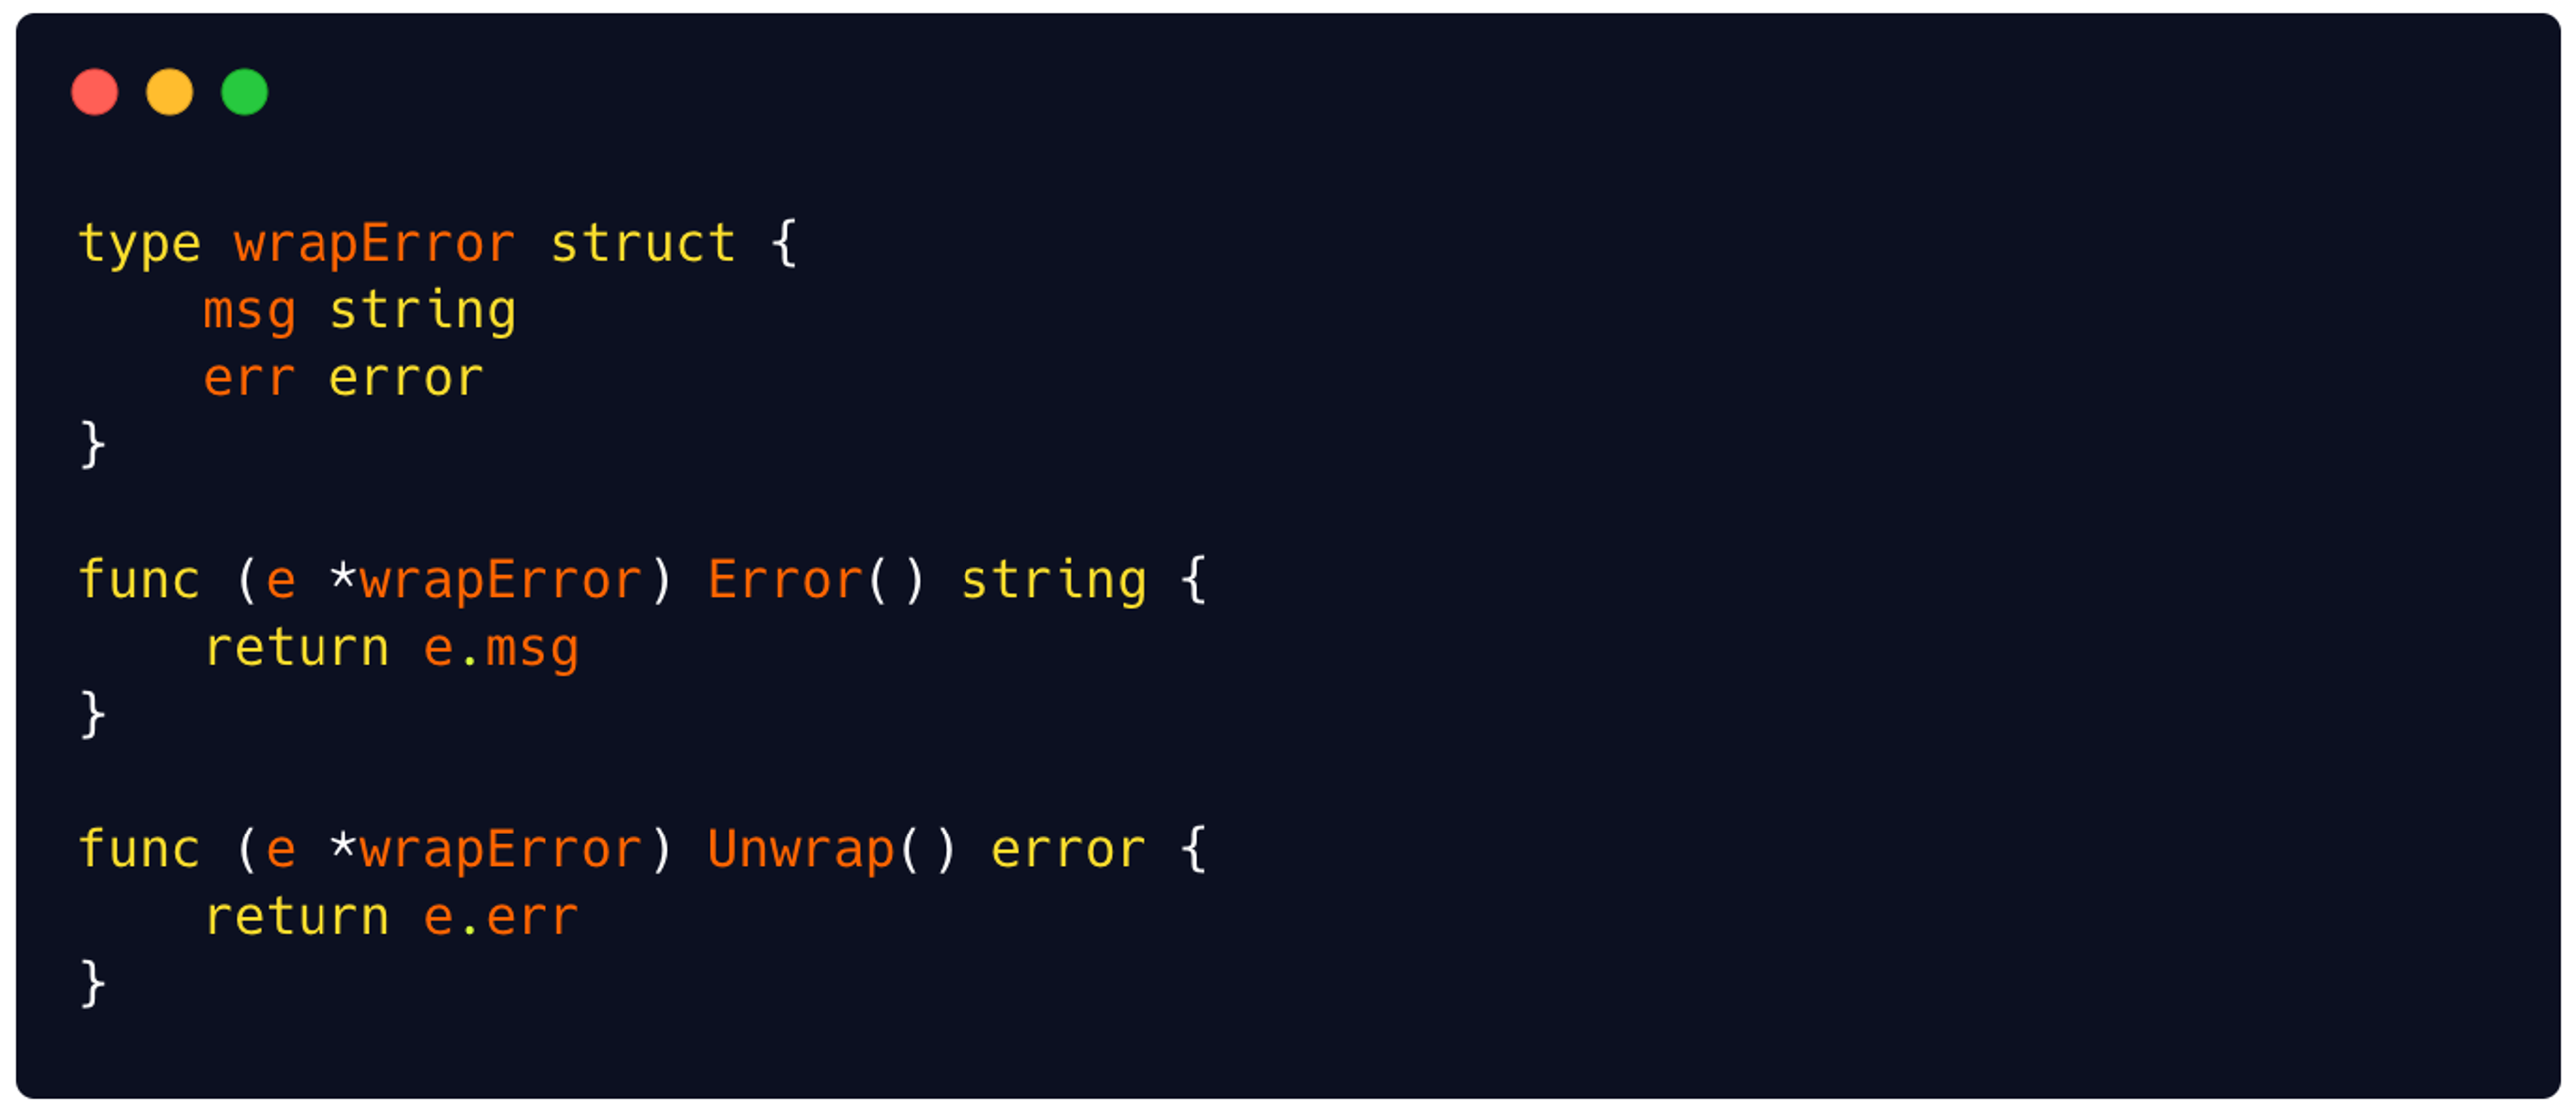 type wrapError struct {
    msg string
    err error
}

func (e *wrapError) Error() string {
    return e.msg
}

func (e *wrapError) Unwrap() error {
    return e.err
}